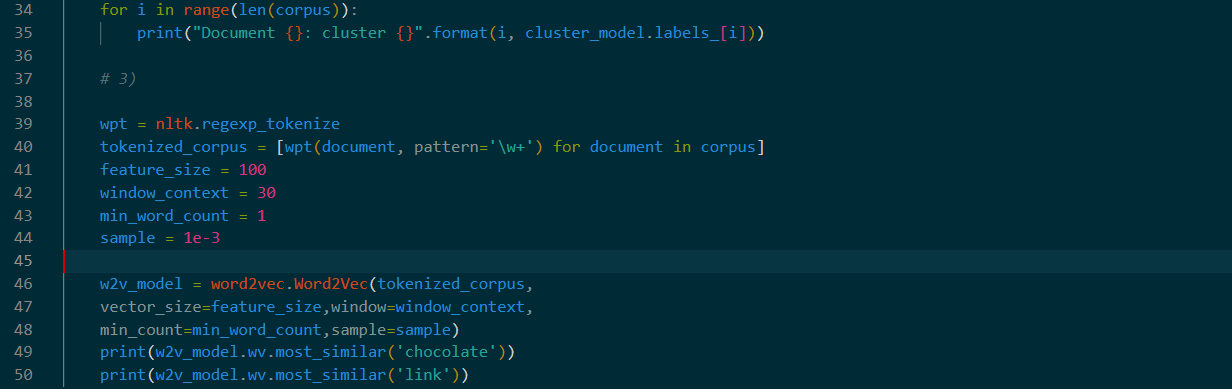 34 for i in range(len(corpus)):
35     print("Document {}: cluster {}".format(i, cluster_model.labels_[i]))
36
37 # 3)
38
39 wpt = nltk.regexp_tokenize
40 tokenized_corpus = [wpt(document, pattern='\w+') for document in corpus]
41 feature_size = 100
42 window_context = 30
43 min_word_count = 1
44 sample = 1e-3
45
46 w2v_model = word2vec.Word2Vec(tokenized_corpus,
47 vector_size=feature_size,window=window_context,
48 min_count=min_word_count,sample=sample)
49 print(w2v_model.wv.most_similar('chocolate'))
50 print(w2v_model.wv.most_similar('link'))